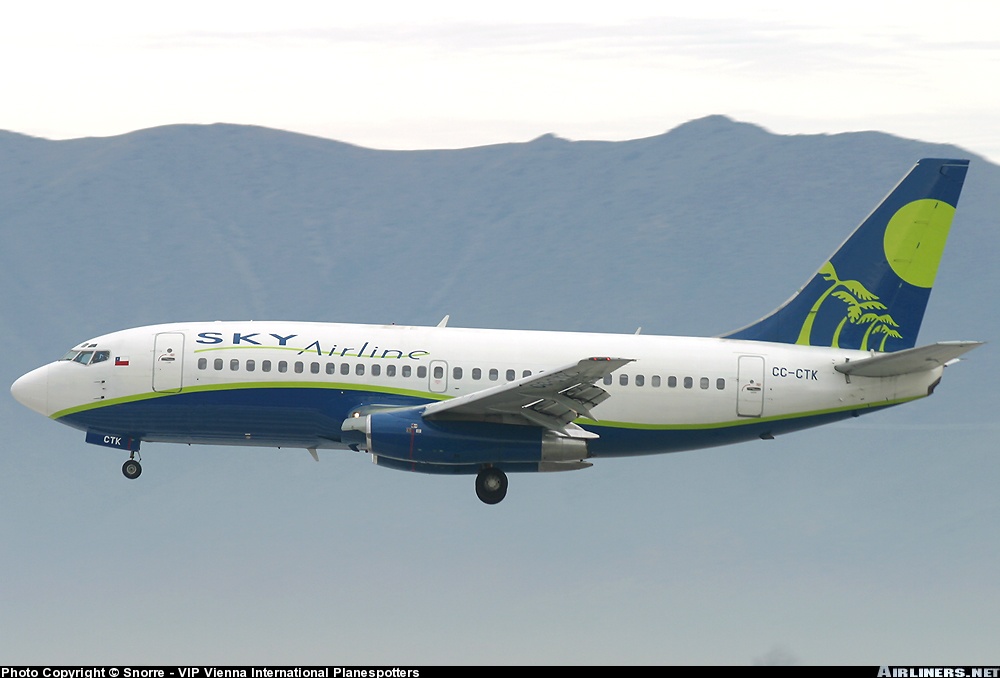 SKY Airline
CC-CTK
CTK
Photo Copyright © Snorre - VIP Vienna International Planespotters
AIRLINERS.NET